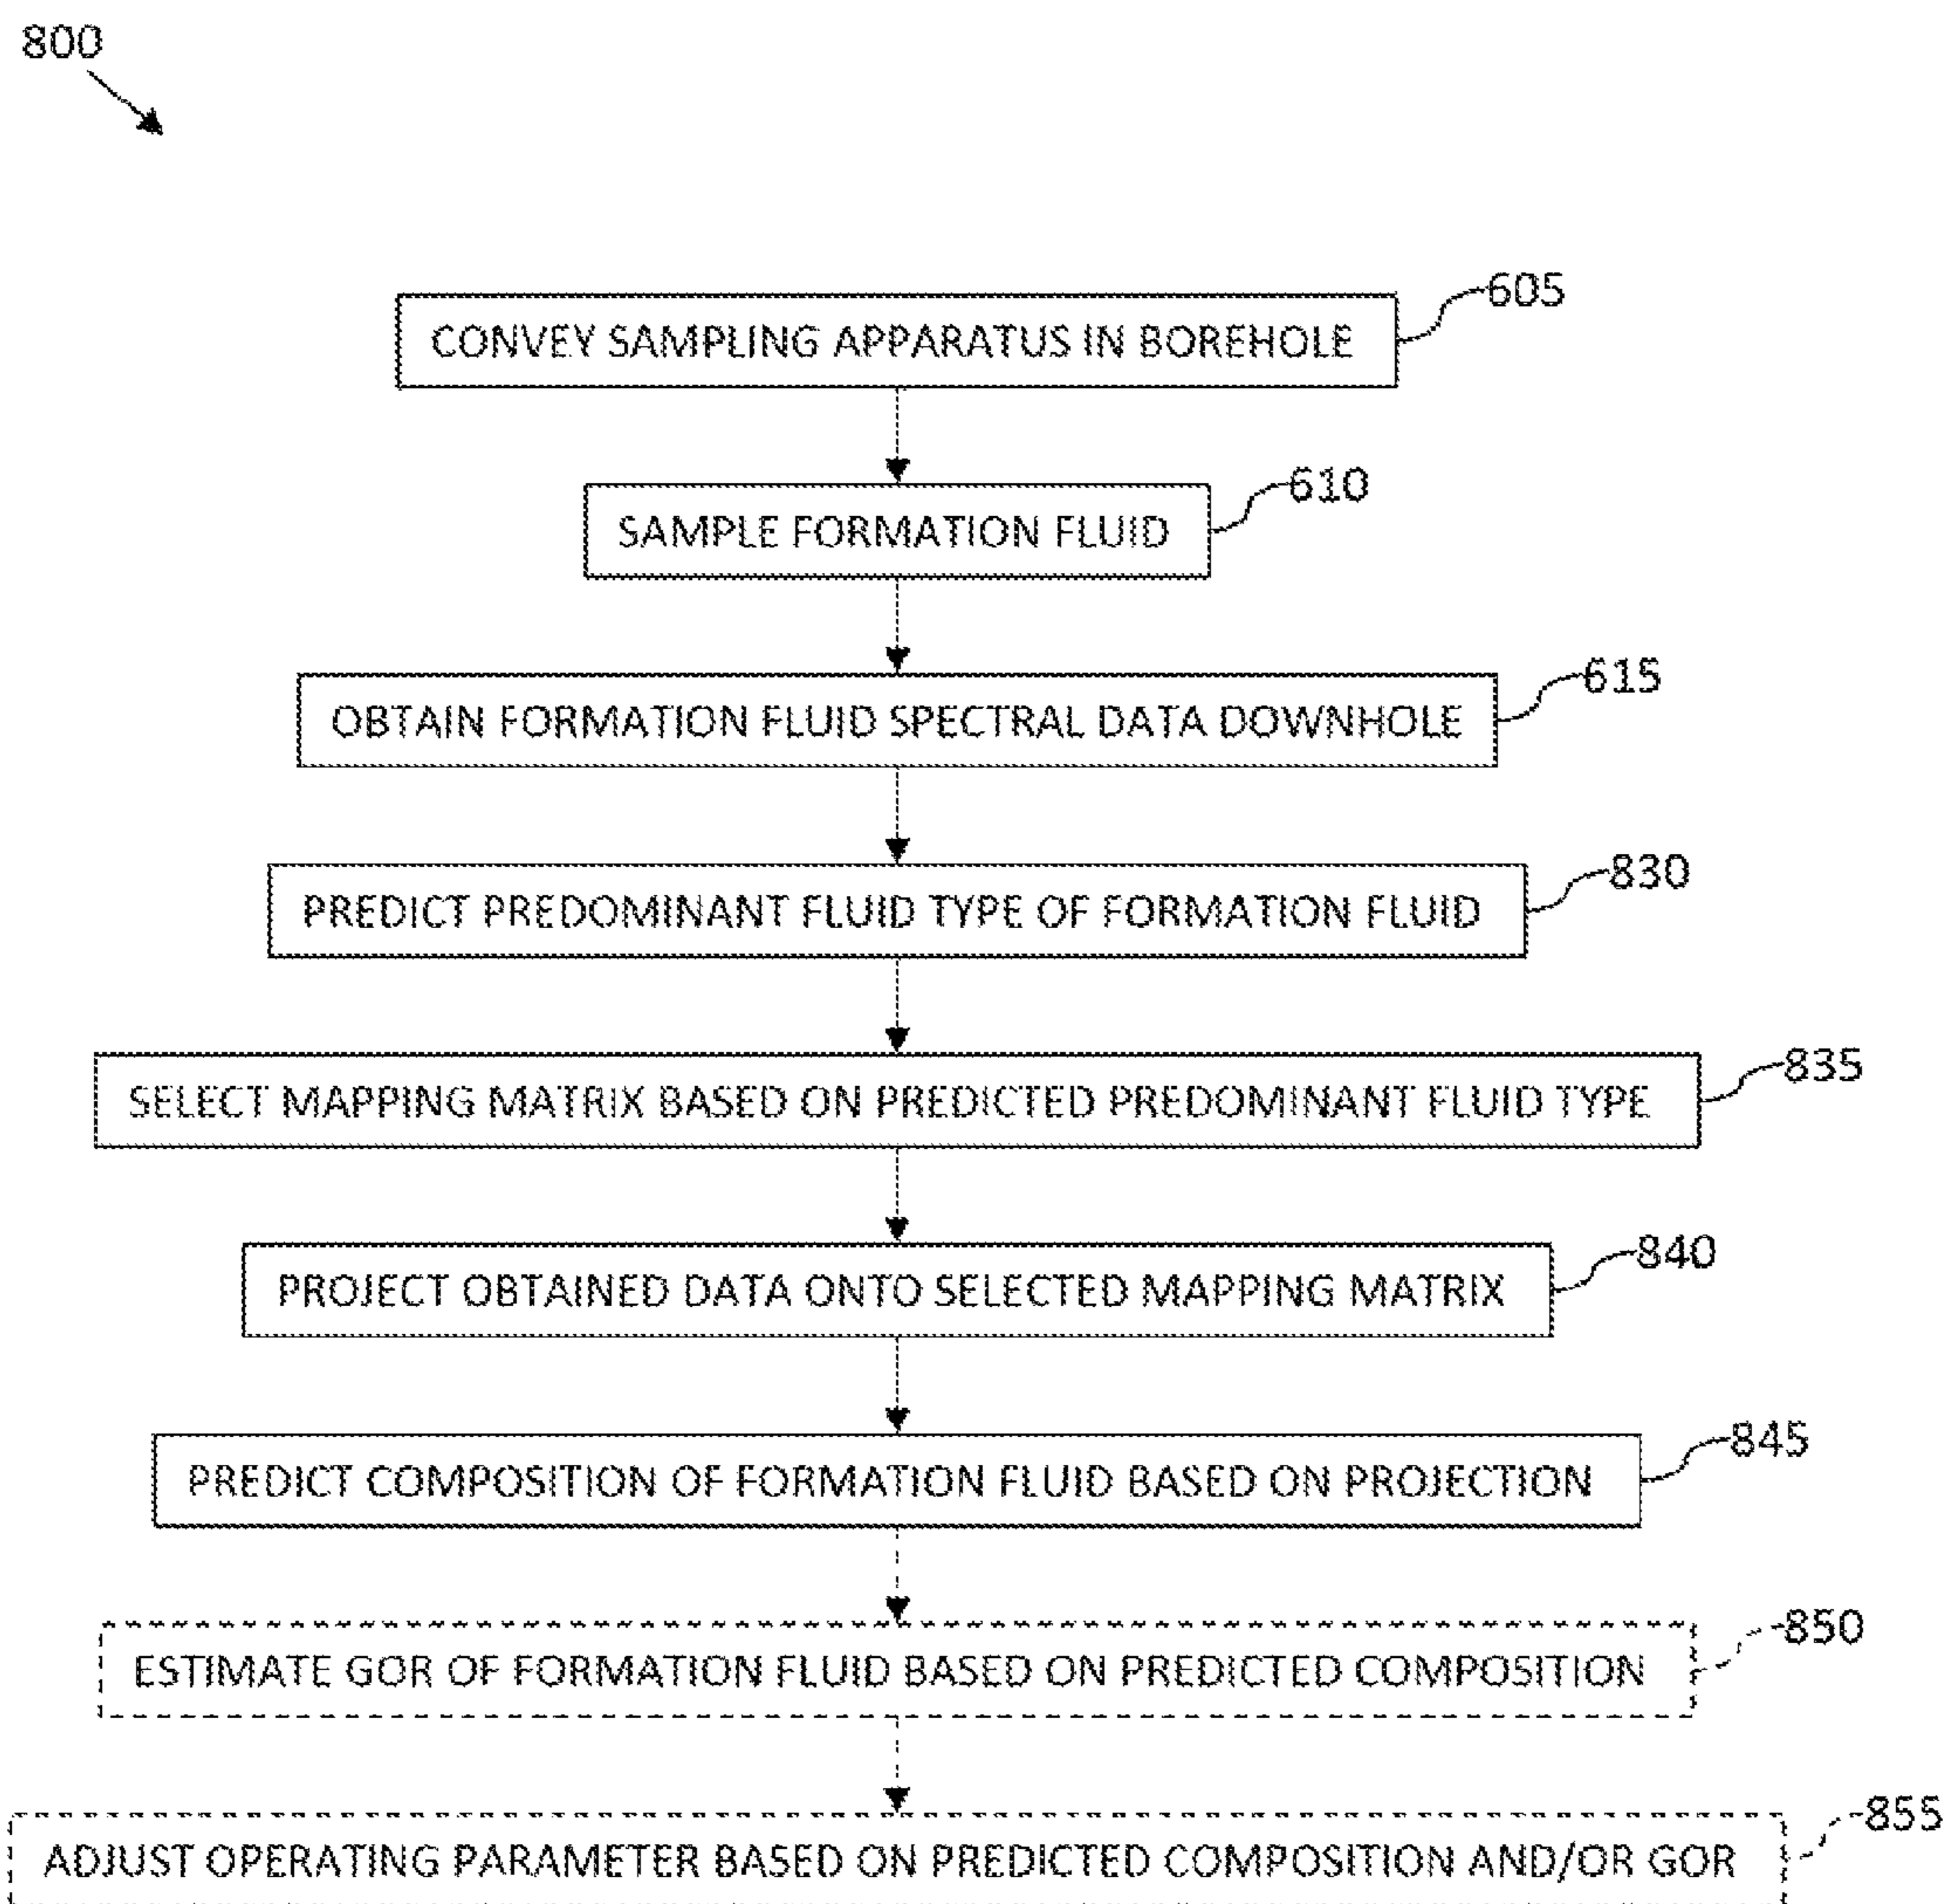 800
CONVEY SAMPLING APPARATUS IN BOREHOLE
605
SAMPLE FORMATION FLUID
610
OBTAIN FORMATION FLUID SPECTRAL DATA DOWNHOLE
615
PREDICT PREDOMINANT FLUID TYPE OF FORMATION FLUID
830
SELECT MAPPING MATRIX BASED ON PREDICTED PREDOMINANT FLUID TYPE
835
PROJECT OBTAINED DATA ONTO SELECTED MAPPING MATRIX
840
PREDICT COMPOSITION OF FORMATION FLUID BASED ON PROJECTION
845
ESTIMATE GOR OF FORMATION FLUID BASED ON PREDICTED COMPOSITION
850
ADJUST OPERATING PARAMETER BASED ON PREDICTED COMPOSITION AND/OR GOR
855